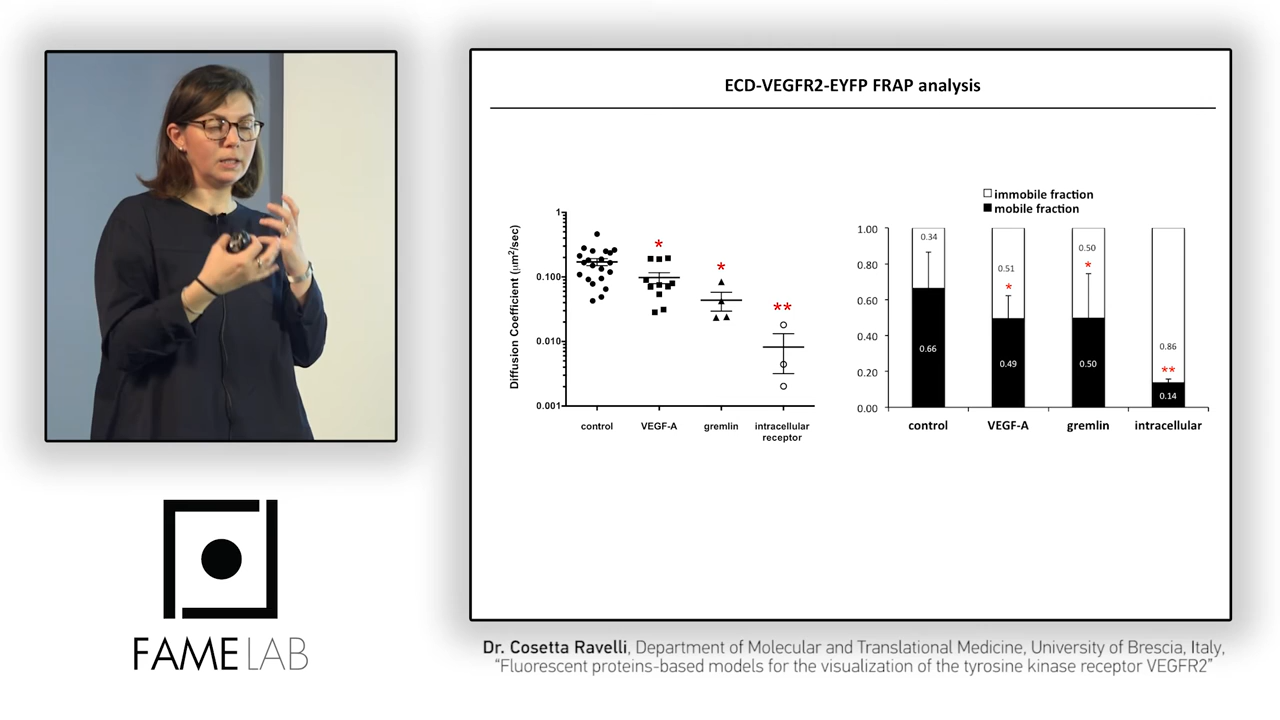 ECD-VEGFR2-EYFP FRAP analysis
Diffusion Coefficient (µm²/sec)
1
0.100
0.010
0.001
*
*
**
control
VEGF-A
gremlin
intracellular
receptor
immobile fraction
mobile fraction
1.00
0.80
0.60
0.40
0.20
0.00
0.34
0.66
0.51
*
0.49
0.50
*
0.50
0.86
**
0.14
control
VEGF-A
gremlin
intracellular
FAMELAB
Dr. Cosetta Ravelli, Department of Molecular and Translational Medicine, University of Brescia, Italy,
“Fluorescent proteins-based models for the visualization of the tyrosine kinase receptor VEGFR2”